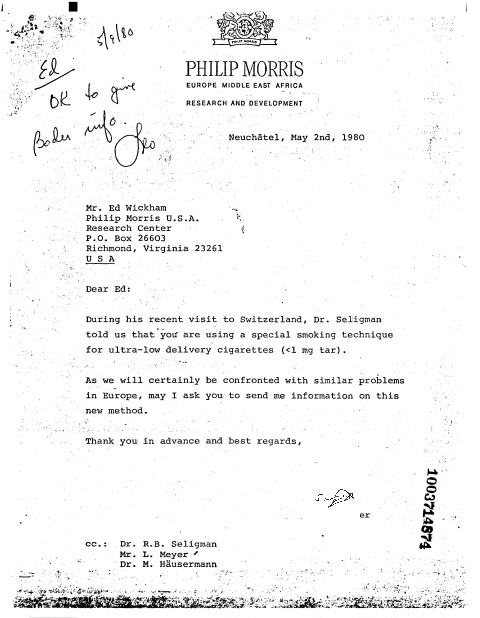 5/9/80
Ed
OK to give
Boder info.
Leo
PHILIP MORRIS
PHILIP MORRIS
EUROPE MIDDLE EAST AFRICA
RESEARCH AND DEVELOPMENT
Neuchâtel, May 2nd, 1980
Mr. Ed Wickham
Philip Morris U.S.A.
Research Center
P.O. Box 26603
Richmond, Virginia 23261
U S A
Dear Ed:
During his recent visit to Switzerland, Dr. Seligman
told us that you are using a special smoking technique
for ultra-low delivery cigarettes (<1 mg tar).
As we will certainly be confronted with similar problems
in Europe, may I ask you to send me information on this
new method.
Thank you in advance and best regards,
er
cc.: Dr. R.B. Seligman
Mr. L. Meyer
Dr. M. Häusermann
1003714874